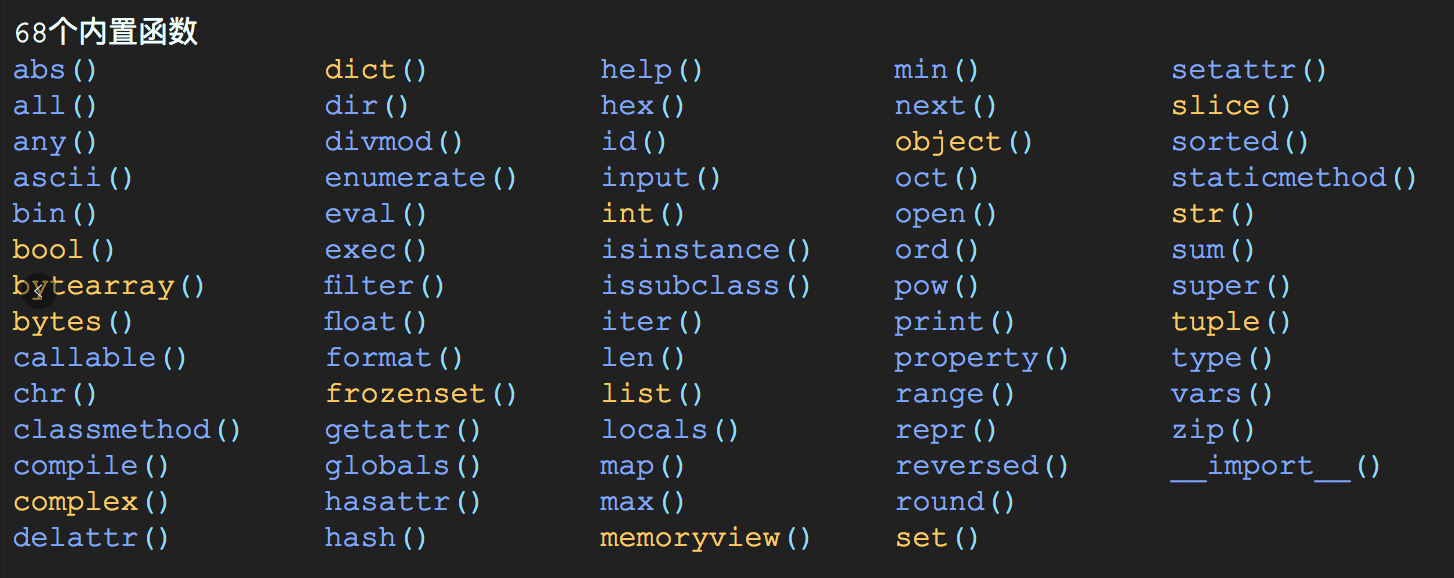 68个内置函数
abs() dict() help() min() setattr()
all() dir() hex() next() slice()
any() divmod() id() object() sorted()
ascii() enumerate() input() oct() staticmethod()
bin() eval() int() open() str()
bool() exec() isinstance() ord() sum()
bytearray() filter() issubclass() pow() super()
bytes() float() iter() print() tuple()
callable() format() len() property() type()
chr() frozenset() list() range() vars()
classmethod() getattr() locals() repr() zip()
compile() globals() map() reversed() __import__()
complex() hasattr() max() round()
delattr() hash() memoryview() set()